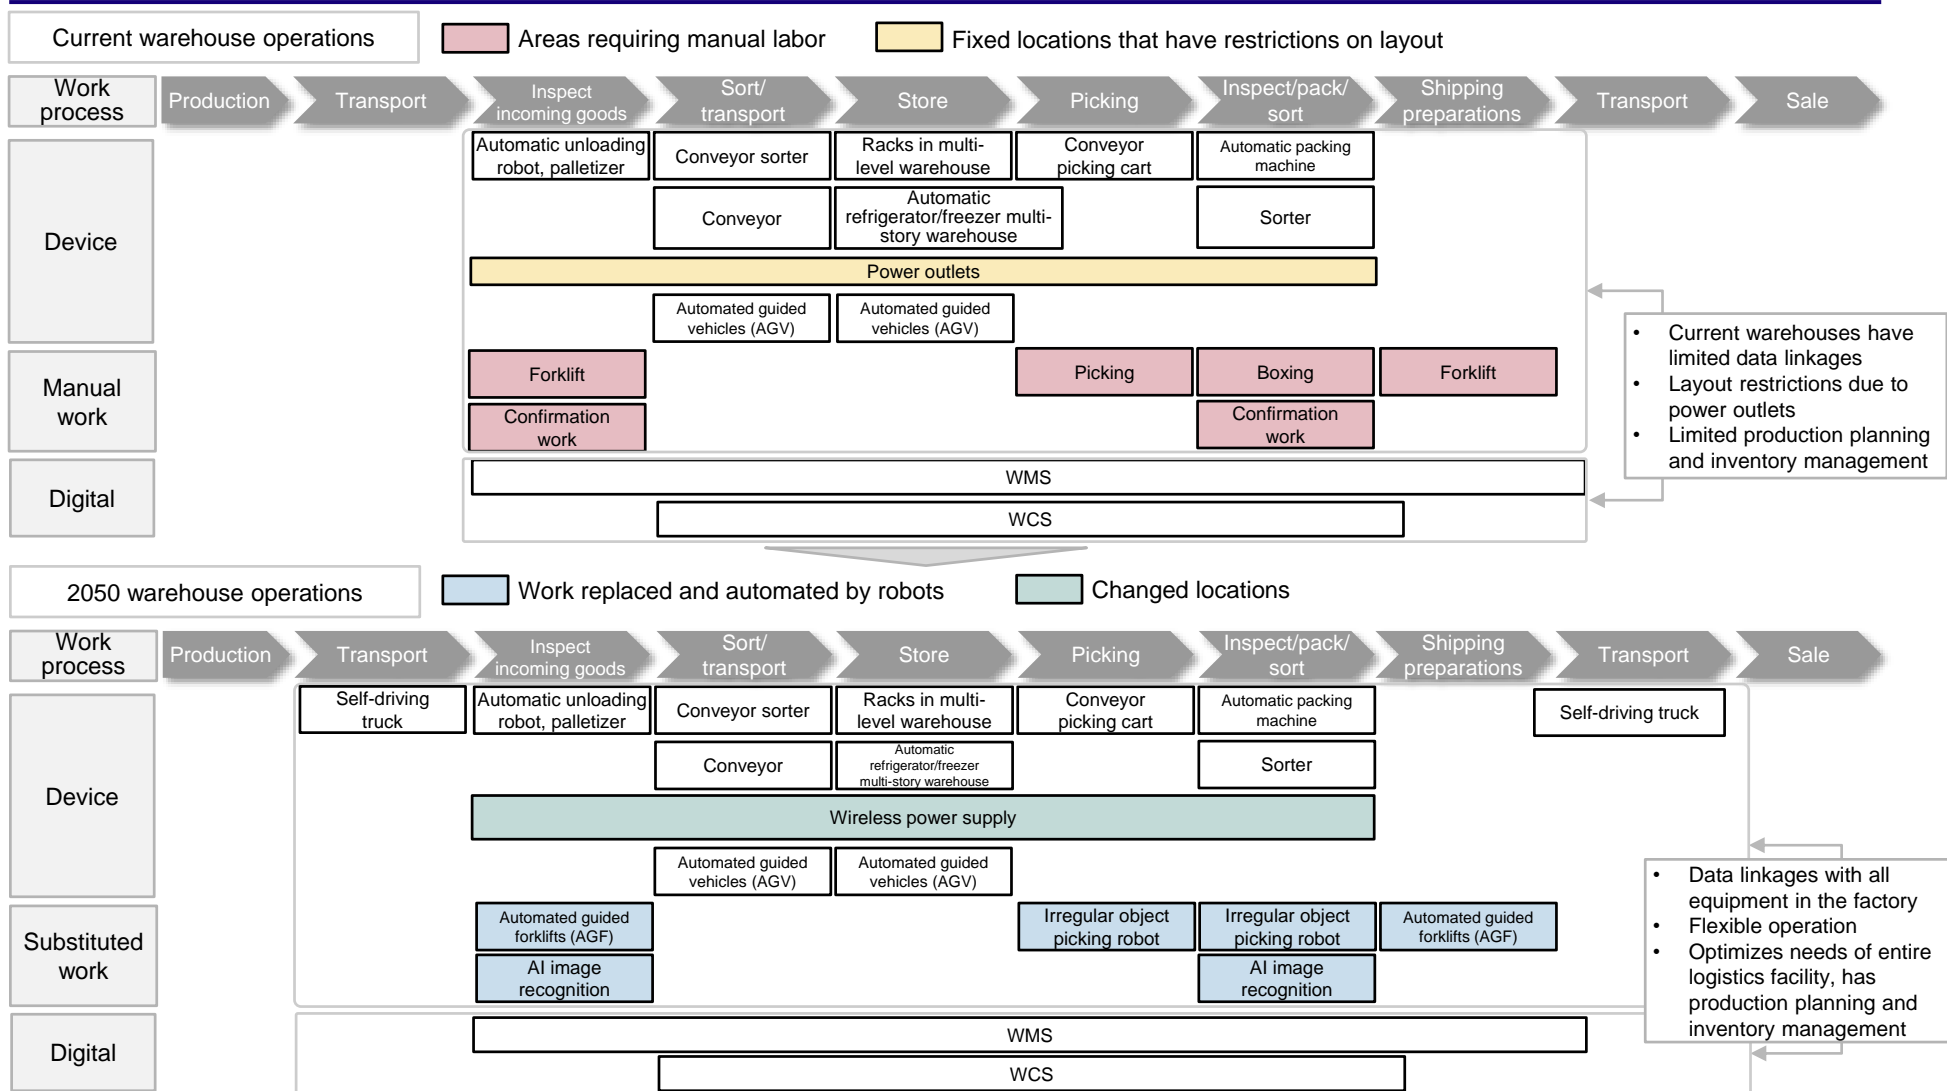 Current warehouse operations
Areas requiring manual labor
Fixed locations that have restrictions on layout
Work
process
Production
Transport
Inspect
incoming goods
Sort/
transport
Store
Picking
Inspect/pack/
sort
Shipping
preparations
Transport
Sale
Device
Automatic unloading
robot, palletizer
Conveyor sorter
Racks in multi-
level warehouse
Conveyor
picking cart
Automatic packing
machine
Conveyor
Automatic
refrigerator/freezer multi-
story warehouse
Sorter
Power outlets
Automated guided
vehicles (AGV)
Automated guided
vehicles (AGV)
Manual
work
Forklift
Picking
Boxing
Forklift
Confirmation
work
Confirmation
work
Digital
WMS
WCS
• Current warehouses have
limited data linkages
• Layout restrictions due to
power outlets
• Limited production planning
and inventory management
2050 warehouse operations
Work replaced and automated by robots
Changed locations
Work
process
Production
Transport
Inspect
incoming goods
Sort/
transport
Store
Picking
Inspect/pack/
sort
Shipping
preparations
Transport
Sale
Device
Self-driving
truck
Automatic unloading
robot, palletizer
Conveyor sorter
Racks in multi-
level warehouse
Conveyor
picking cart
Automatic packing
machine
Self-driving truck
Conveyor
Automatic
refrigerator/freezer
multi-story warehouse
Sorter
Wireless power supply
Automated guided
vehicles (AGV)
Automated guided
vehicles (AGV)
Substituted
work
Automated guided
forklifts (AGF)
Irregular object
picking robot
Irregular object
picking robot
Automated guided
forklifts (AGF)
AI image
recognition
AI image
recognition
Digital
WMS
WCS
• Data linkages with all
equipment in the factory
• Flexible operation
• Optimizes needs of entire
logistics facility, has
production planning and
inventory management